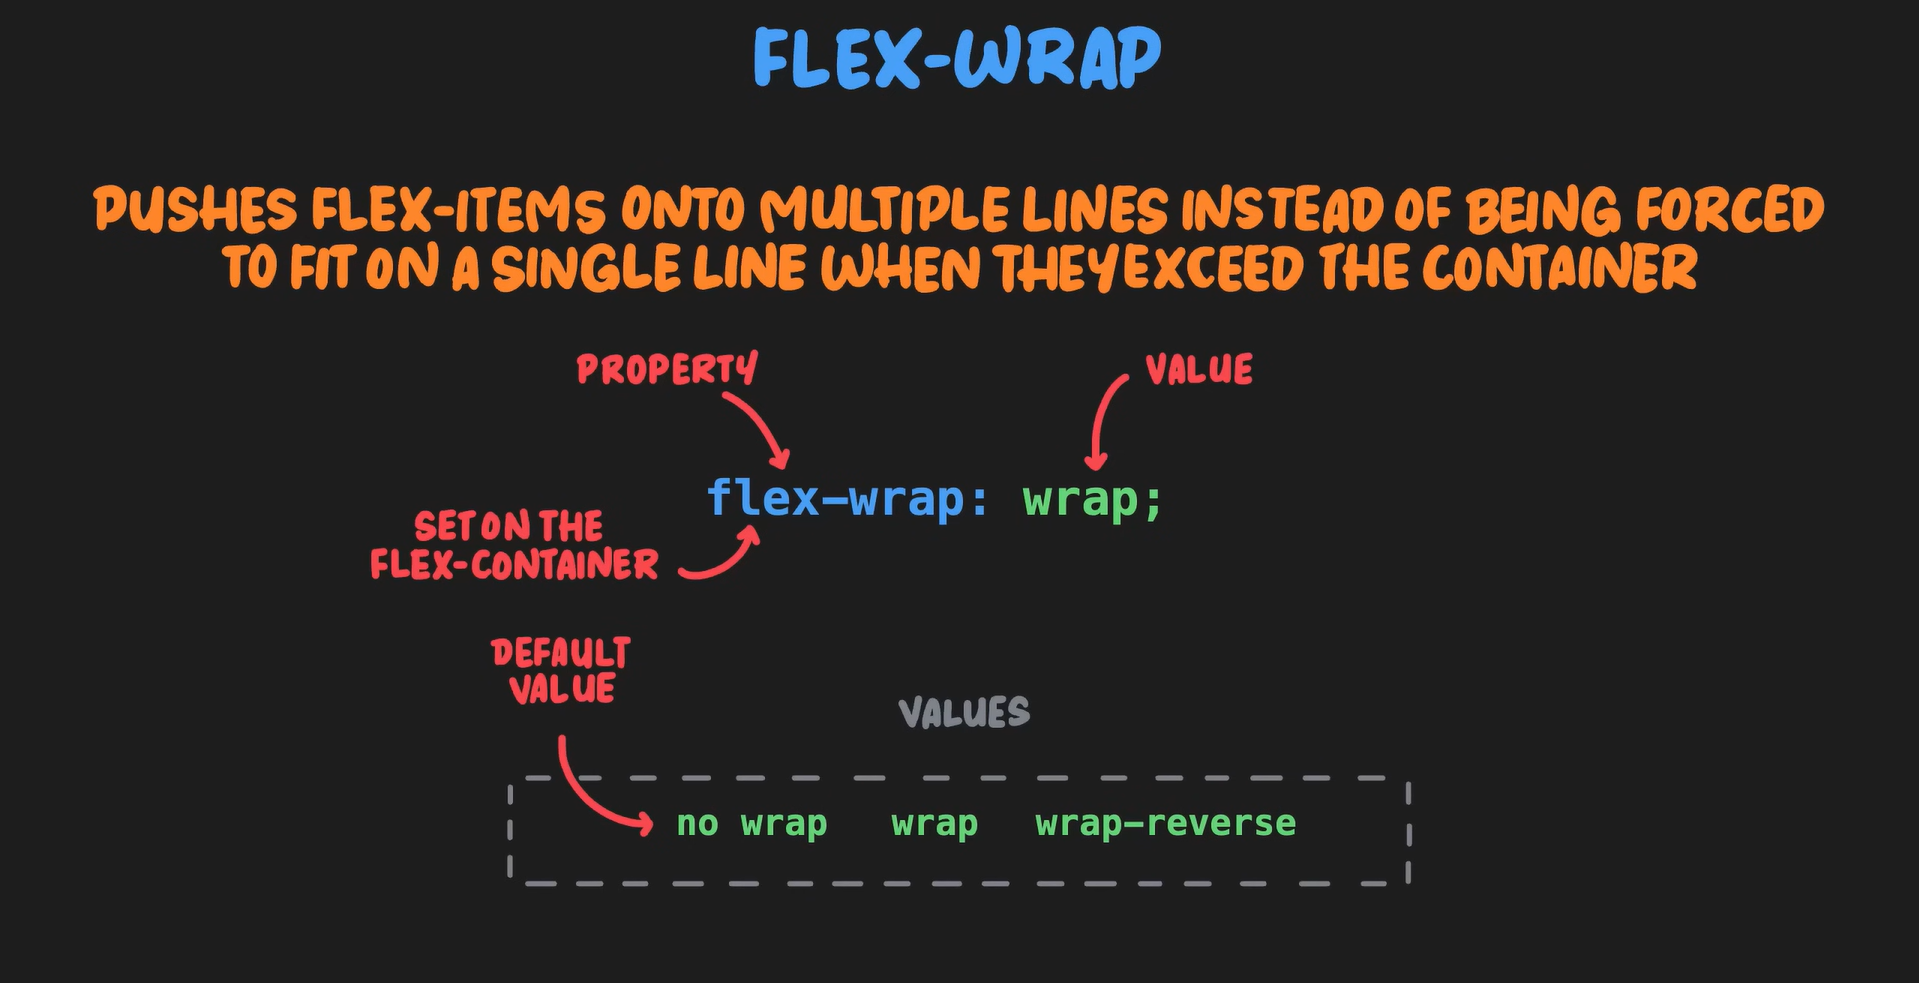 FLEX-WRAP
PUSHES FLEX-ITEMS ONTO MULTIPLE LINES INSTEAD OF BEING FORCED
TO FIT ON A SINGLE LINE WHEN THEY EXCEED THE CONTAINER
PROPERTY
VALUE
flex-wrap: wrap;
SET ON THE
FLEX-CONTAINER
DEFAULT
VALUE
VALUES
no wrap wrap wrap-reverse